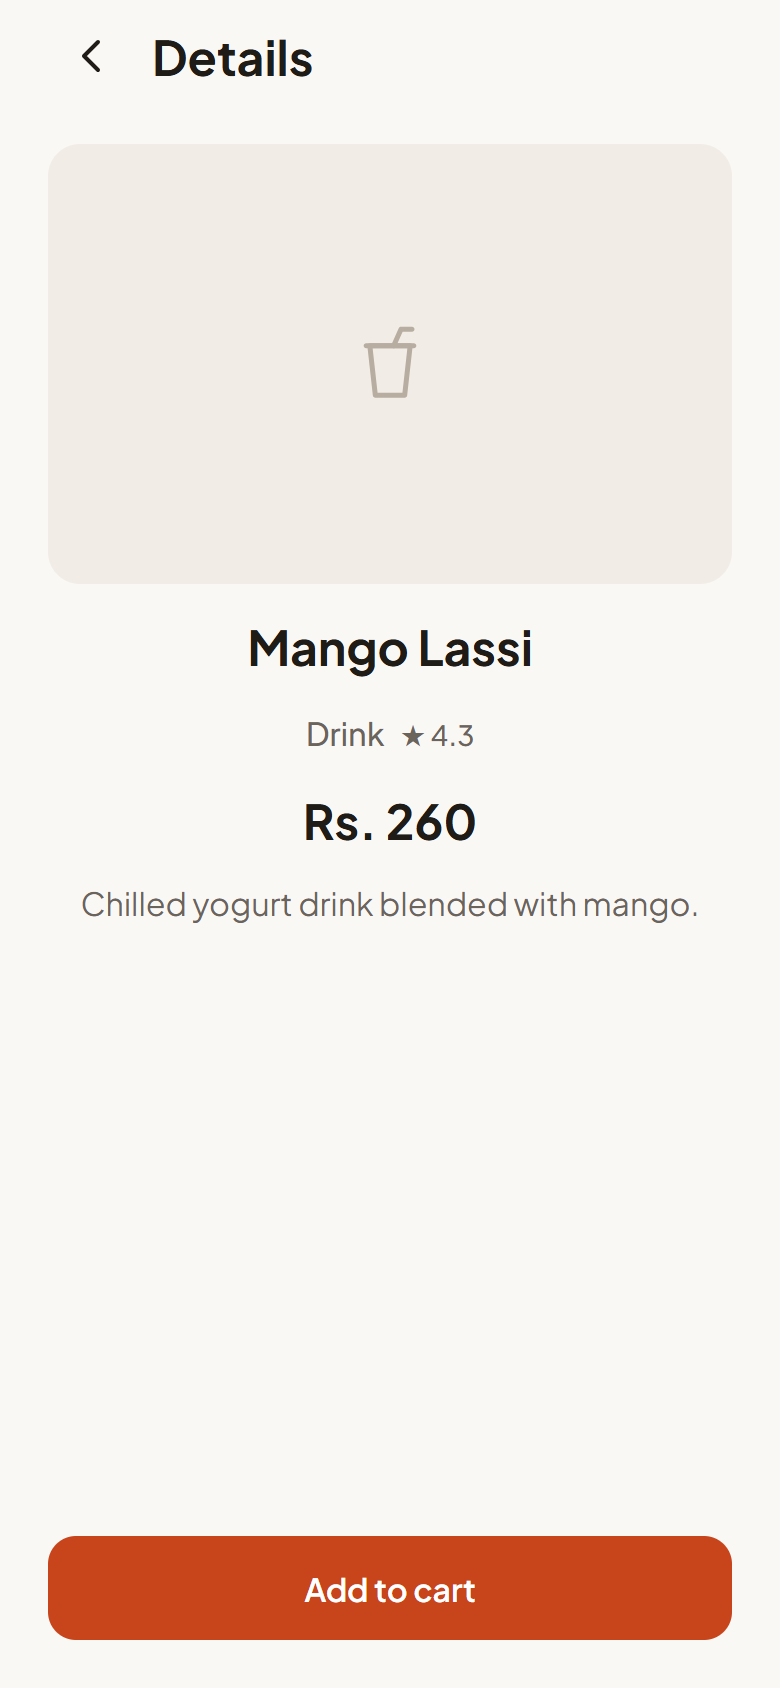 Details
Mango Lassi
Drink ★ 4.3
Rs. 260
Chilled yogurt drink blended with mango.
Add to cart